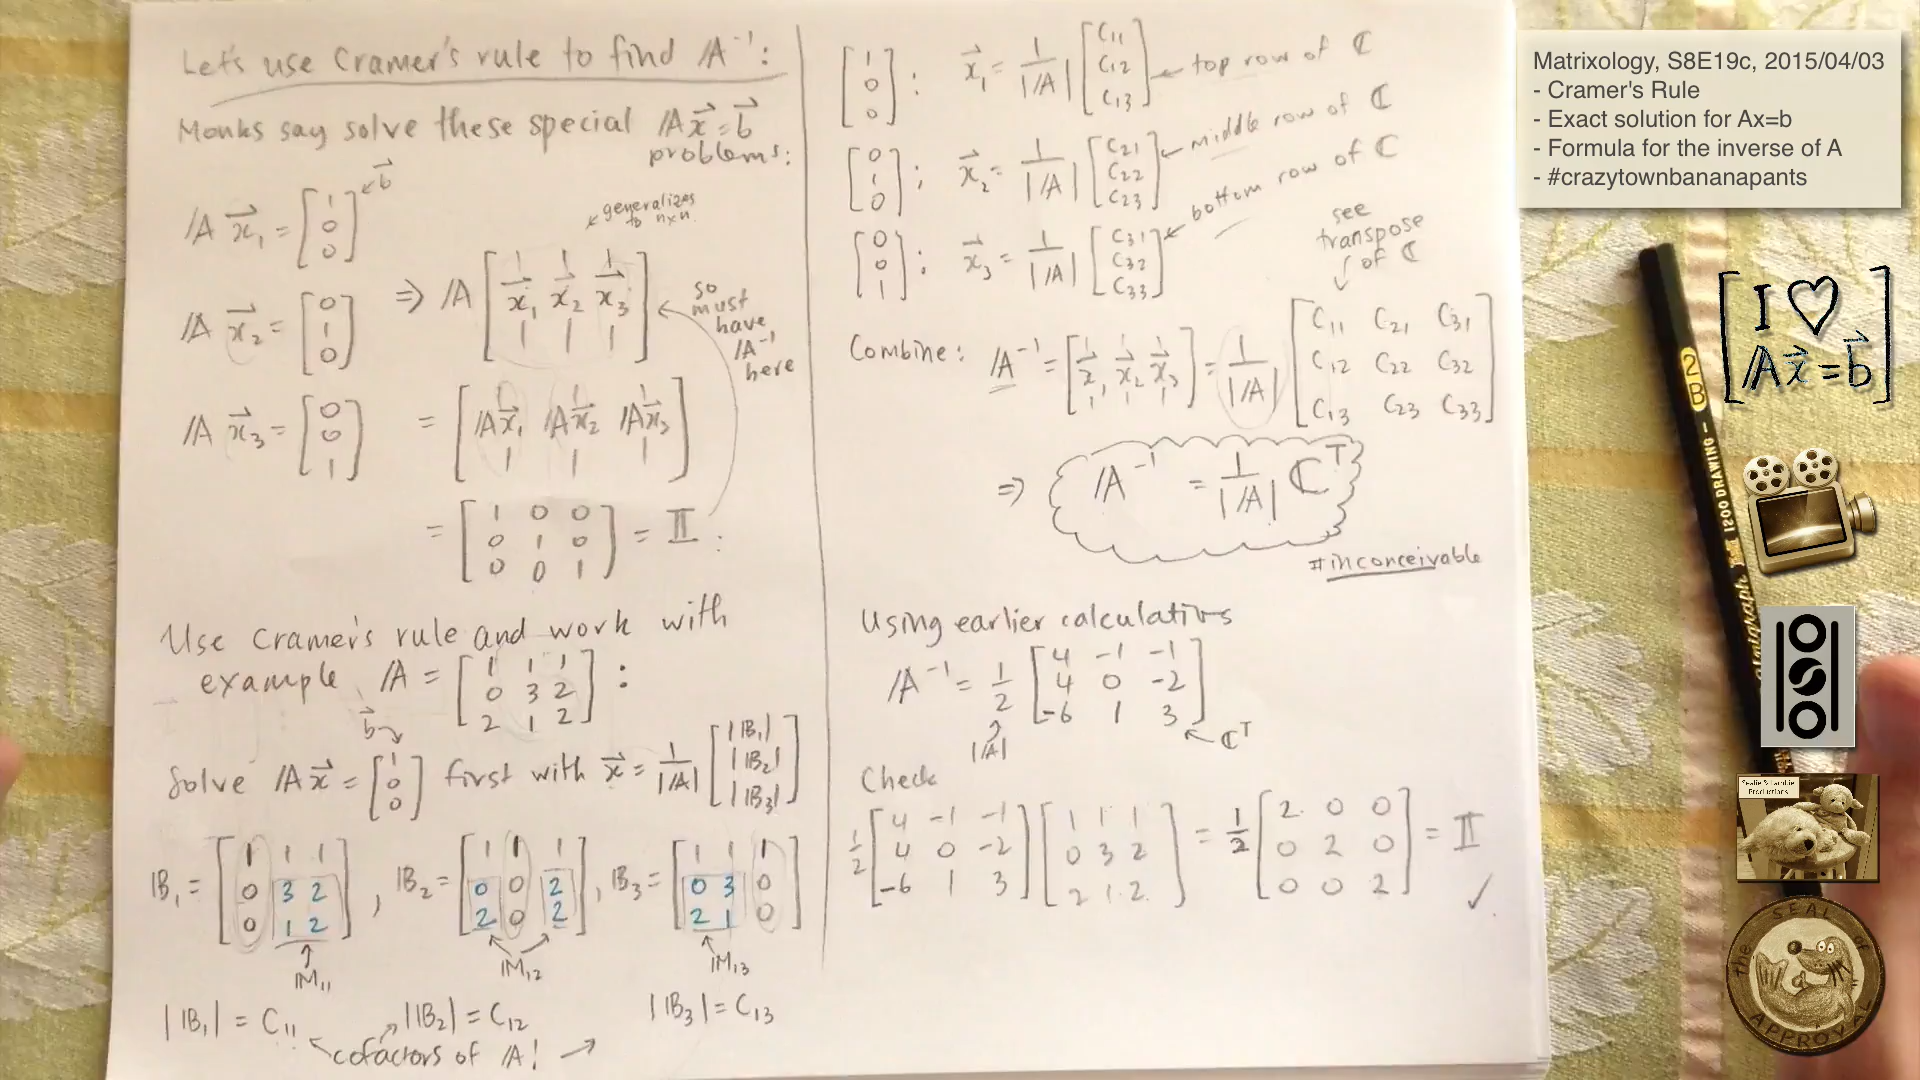 Let's use Cramer's rule to find A⁻¹:
Monks say solve these special Ax⃗=b⃗
problems:
Ax⃗₁ = [1 0 0] ← b⃗
Ax⃗₂ = [0 1 0]
Ax⃗₃ = [0 0 1]
← generalizes
to n×n.
⇒ A [x⃗₁ x⃗₂ x⃗₃]
so
must
have
A⁻¹
here
= [Ax⃗₁ Ax⃗₂ Ax⃗₃]
= [1 0 0
0 1 0
0 0 1] = I.
Use Cramer's rule and work with
example A = [1 1 1
0 3 2
2 1 2] :
b⃗
Solve Ax⃗ = [1 0 0] first with x⃗ = 1/|A| [|B₁| |B₂| |B₃|]
B₁ = [1 1 1
0 3 2
0 1 2] , B₂ = [1 1 1
0 0 2
2 0 2] , B₃ = [1 1 1
0 3 0
2 1 0]
M₁₁ M₁₂ M₁₃
|B₁| = C₁₁ |B₂| = C₁₂ |B₃| = C₁₃
cofactors of A!
[1 0 0] : x⃗₁ = 1/|A| [C₁₁ C₁₂ C₁₃] ← top row of C
[0 1 0] ; x⃗₂ = 1/|A| [C₂₁ C₂₂ C₂₃] ← middle row of C
[0 0 1] ; x⃗₃ = 1/|A| [C₃₁ C₃₂ C₃₃] ← bottom row of C
see
transpose
of C
Combine: A⁻¹ = [x⃗₁ x⃗₂ x⃗₃] = 1/|A| [C₁₁ C₂₁ C₃₁
C₁₂ C₂₂ C₃₂
C₁₃ C₂₃ C₃₃]
⇒ A⁻¹ = 1/|A| Cᵀ
#inconceivable
Using earlier calculations
A⁻¹ = 1/2 [4 -1 -1
4 0 -2
-6 1 3]
|A| ← Cᵀ
Check
1/2 [4 -1 -1
4 0 -2
-6 1 3] [1 1 1
0 3 2
2 1 2] = 1/2 [2 0 0
0 2 0
0 0 2] = I
✓
Matrixology, S8E19c, 2015/04/03
- Cramer's Rule
- Exact solution for Ax=b
- Formula for the inverse of A
- #crazytownbananapants
I ♡
Ax⃗=b⃗
2B
1200 DRAWING
Sealie & Lambie
Productions
THE SEAL OF APPROVAL